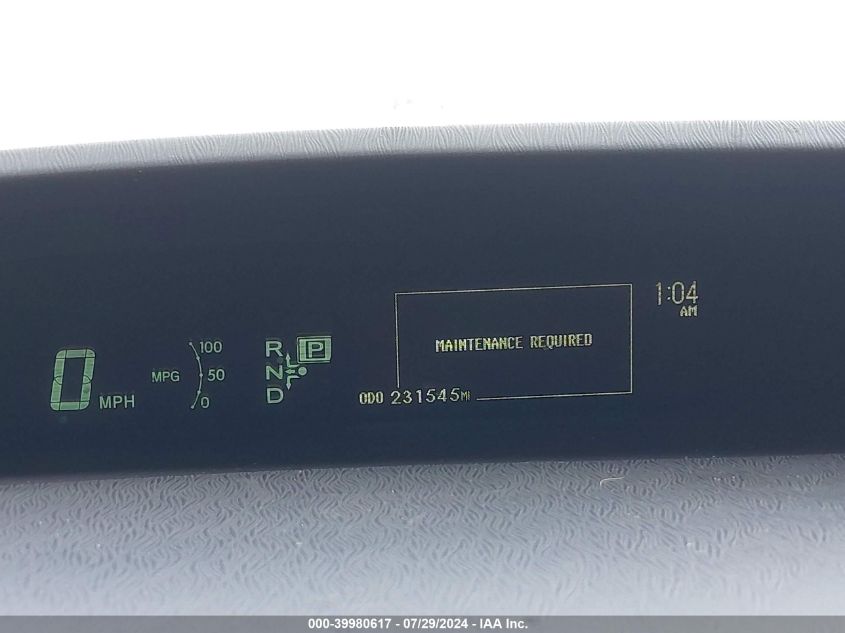 0 MPH
MPG
100
50
0
R P
N
D
MAINTENANCE REQUIRED
ODO 231545MI
1:04
AM
000-39980617 - 07/29/2024 - IAA Inc.